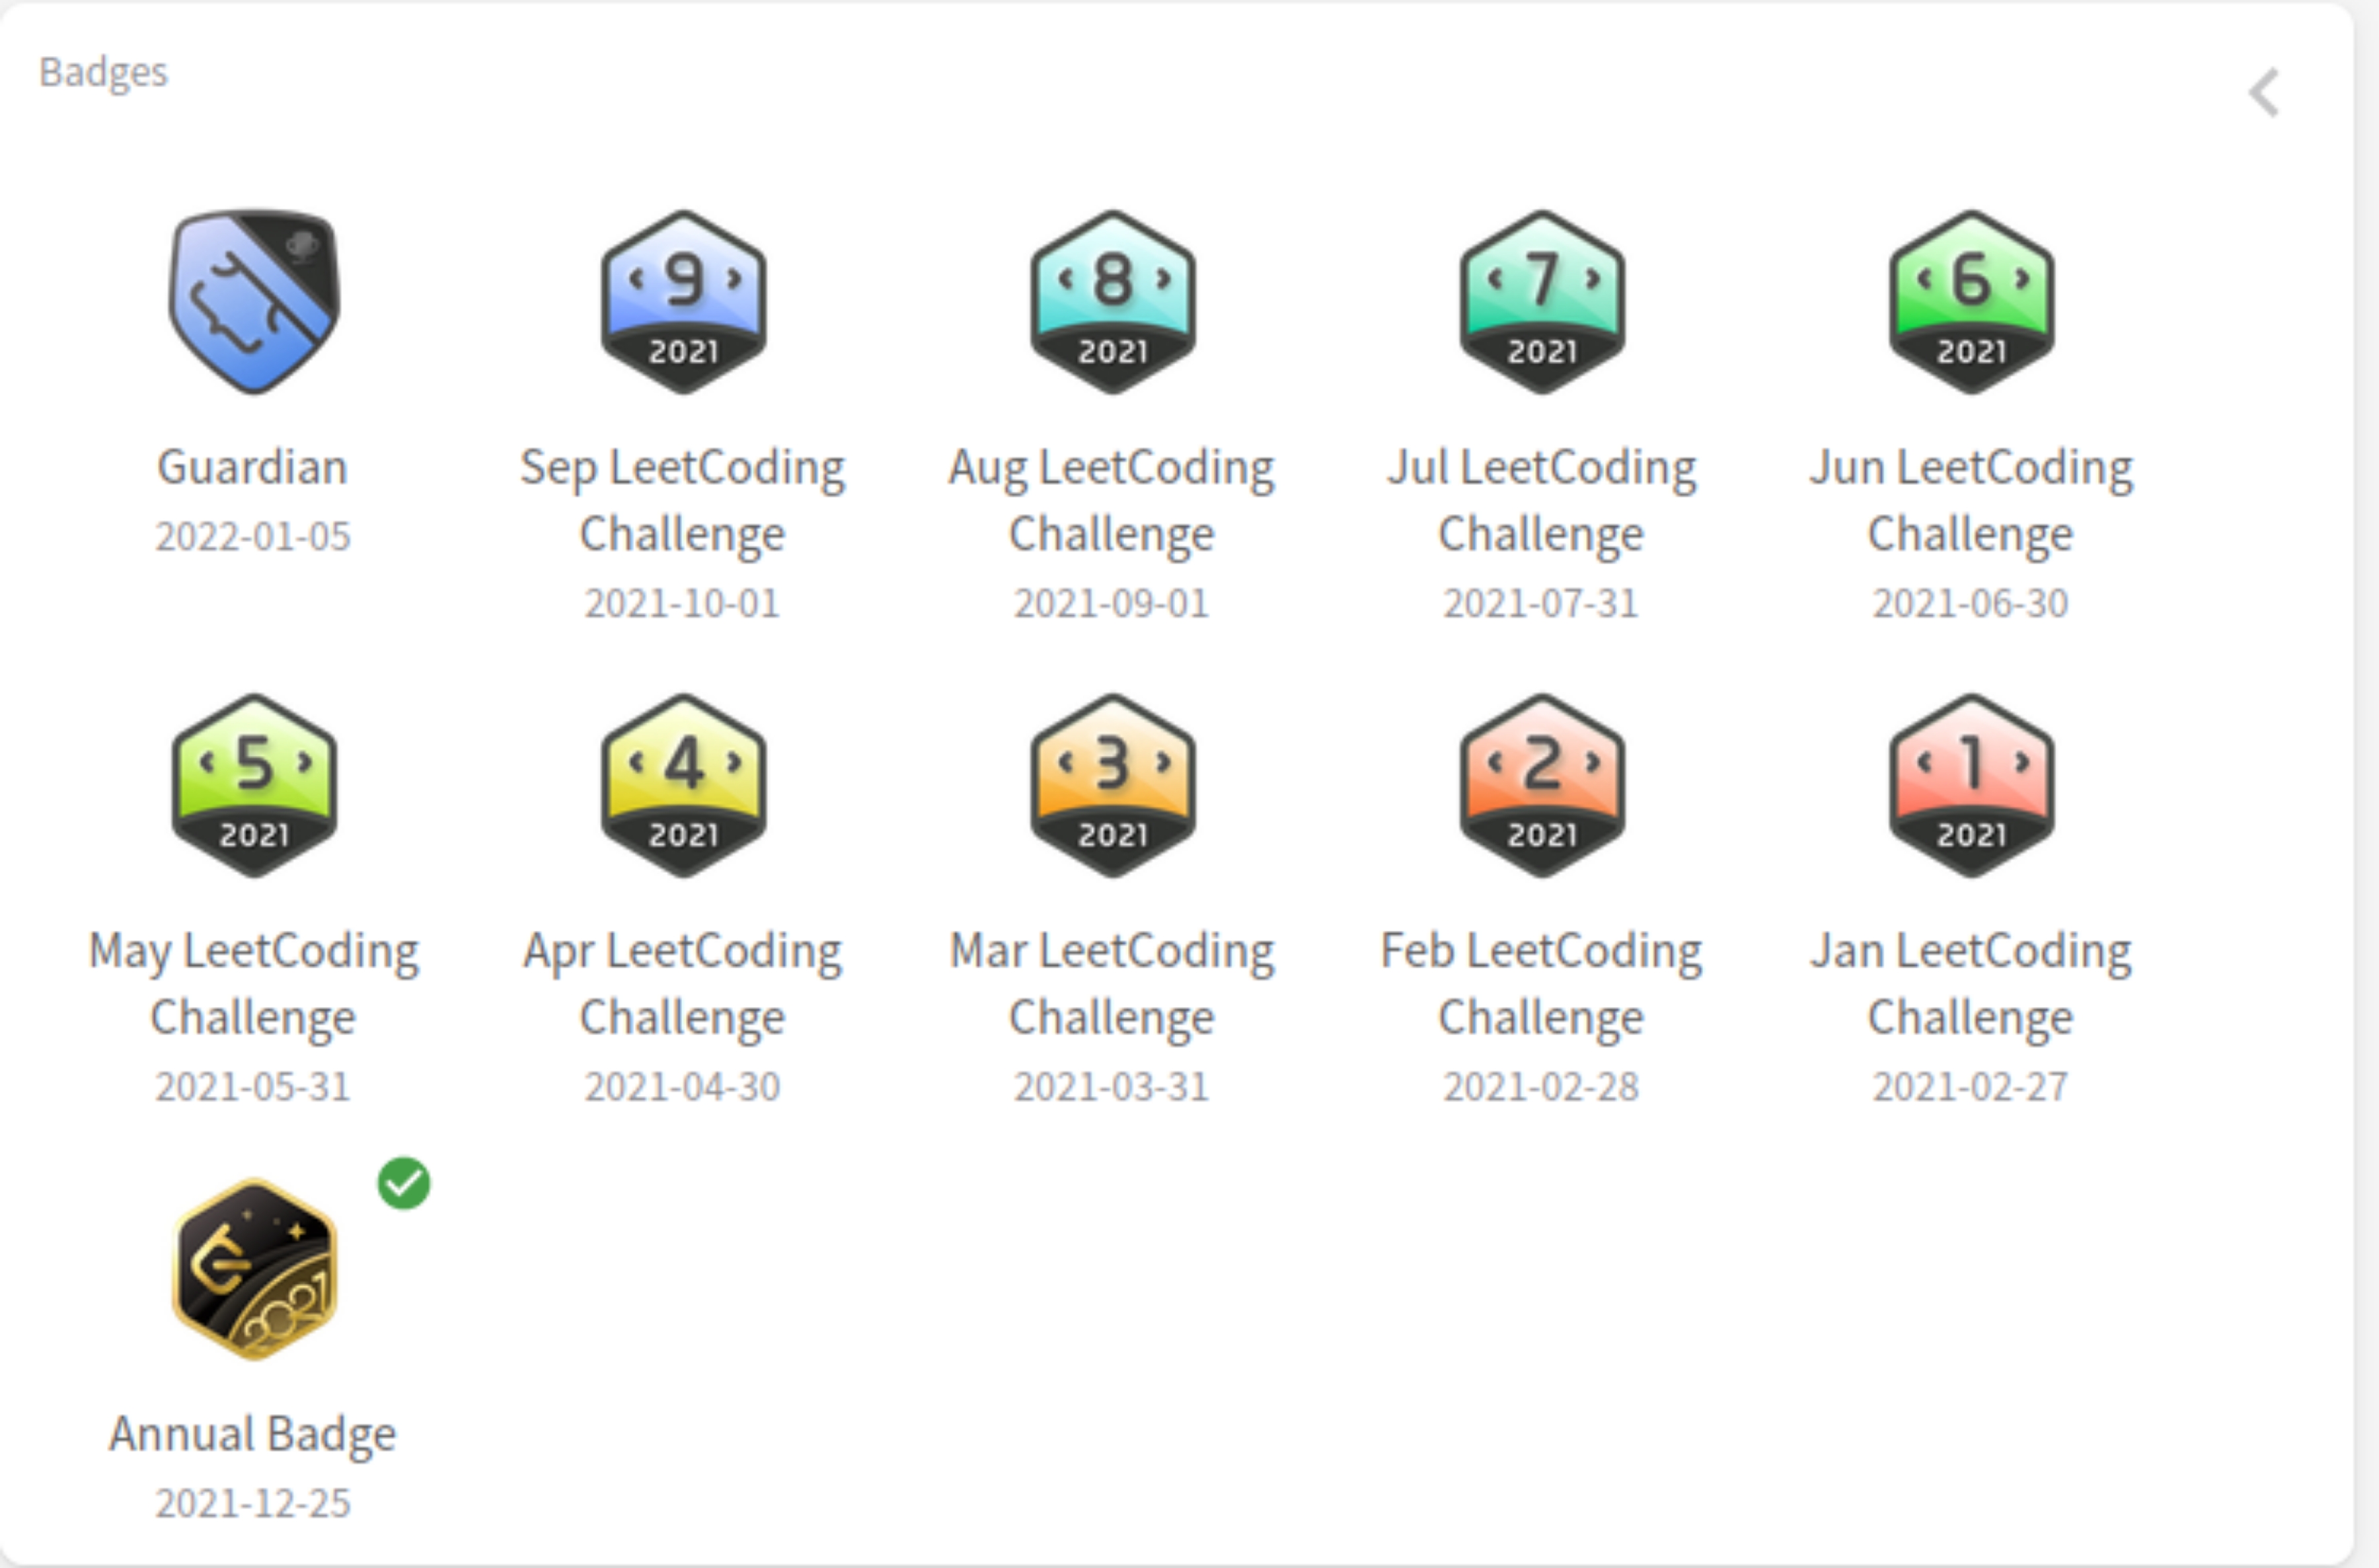 Badges
9
2021
8
2021
7
2021
6
2021
Guardian
2022-01-05
Sep LeetCoding
Challenge
2021-10-01
Aug LeetCoding
Challenge
2021-09-01
Jul LeetCoding
Challenge
2021-07-31
Jun LeetCoding
Challenge
2021-06-30
5
2021
4
2021
3
2021
2
2021
1
2021
May LeetCoding
Challenge
2021-05-31
Apr LeetCoding
Challenge
2021-04-30
Mar LeetCoding
Challenge
2021-03-31
Feb LeetCoding
Challenge
2021-02-28
Jan LeetCoding
Challenge
2021-02-27
2021
Annual Badge
2021-12-25